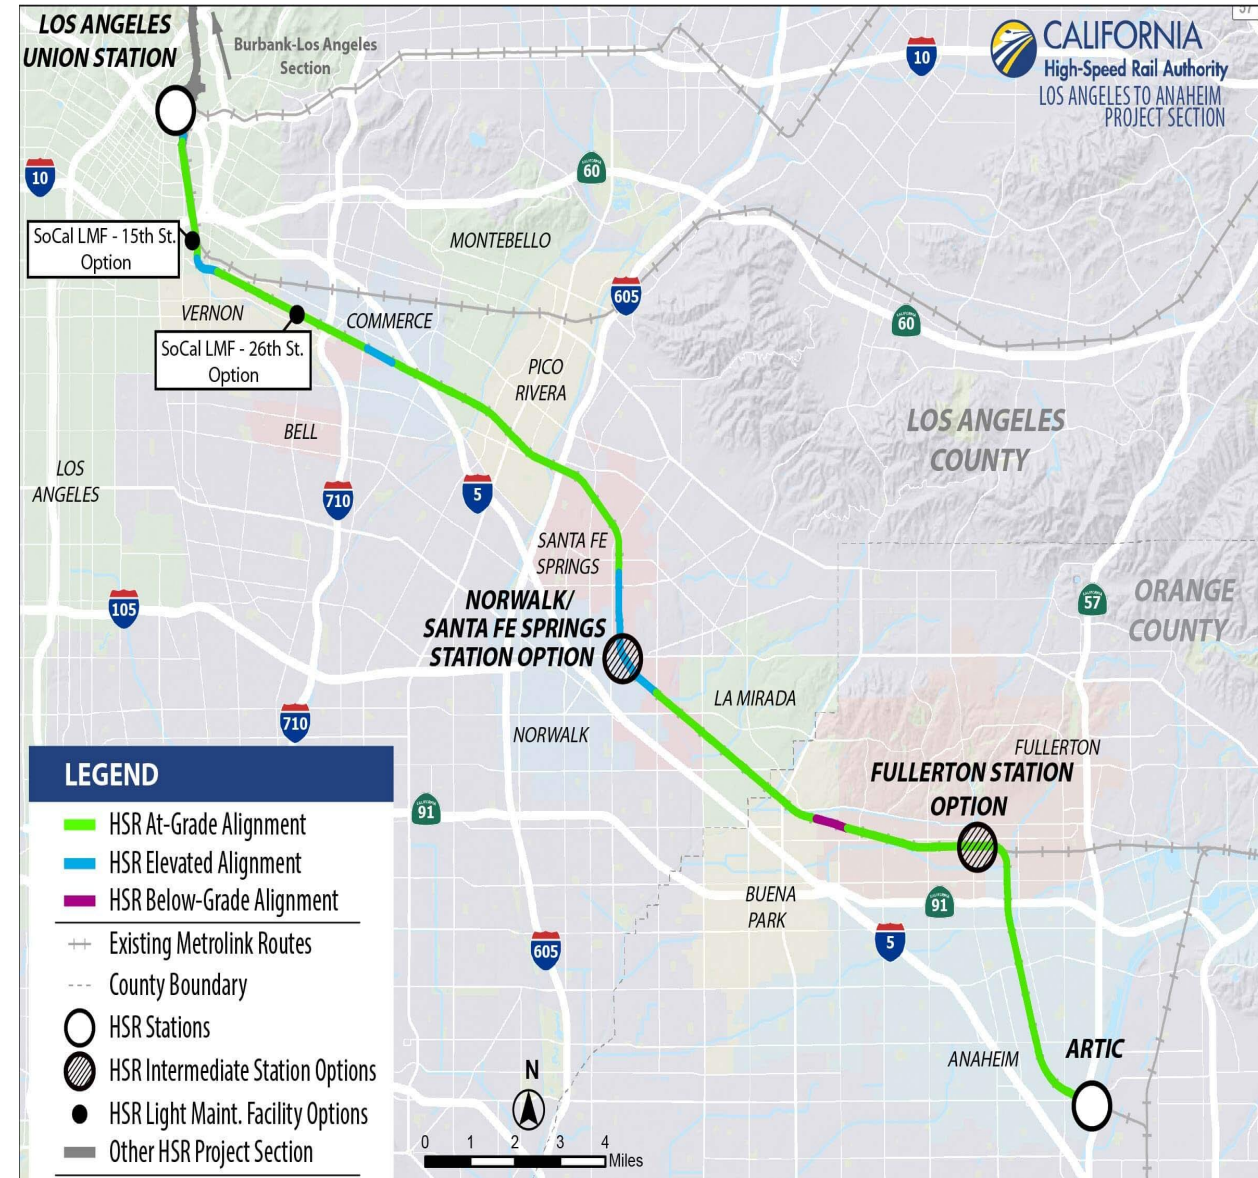 LOS ANGELES
UNION STATION
Burbank-Los Angeles
Section
CALIFORNIA
High-Speed Rail Authority
LOS ANGELES TO ANAHEIM
PROJECT SECTION
10
10
CALIFORNIA
60
SoCal LMF - 15th St.
Option
MONTEBELLO
605
VERNON
COMMERCE
60
SoCal LMF - 26th St.
Option
PICO
RIVERA
LOS ANGELES
COUNTY
BELL
LOS
ANGELES
710
5
SANTA FE
SPRINGS
105
NORWALK/
SANTA FE SPRINGS
STATION OPTION
57
ORANGE
COUNTY
710
LA MIRADA
NORWALK
FULLERTON
FULLERTON STATION
OPTION
91
BUENA
PARK
91
605
5
ANAHEIM
ARTIC
LEGEND
HSR At-Grade Alignment
HSR Elevated Alignment
HSR Below-Grade Alignment
Existing Metrolink Routes
County Boundary
HSR Stations
HSR Intermediate Station Options
HSR Light Maint. Facility Options
Other HSR Project Section
N
0 1 2 3 4
Miles